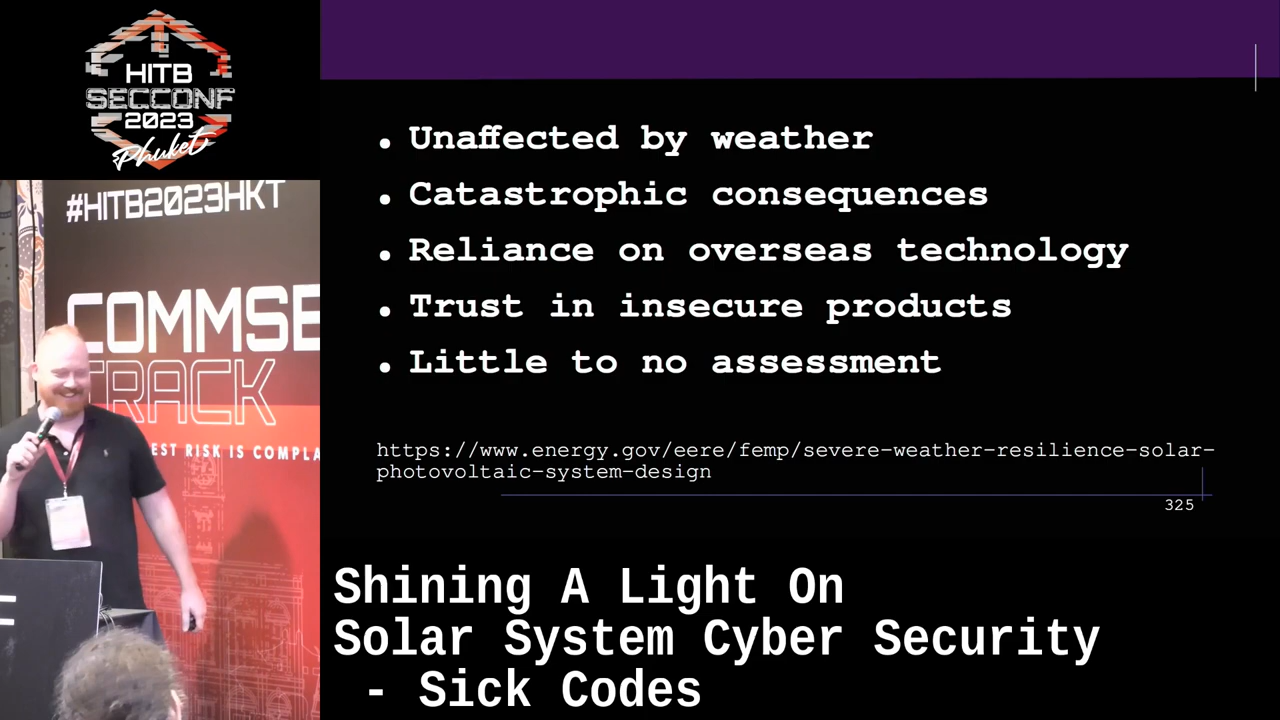 HITB
SECCONF
2023
Phuket
#HITB2023HKT
COMMSE
TRACK
EST RISK IS COMPLA
• Unaffected by weather
• Catastrophic consequences
• Reliance on overseas technology
• Trust in insecure products
• Little to no assessment
https://www.energy.gov/eere/femp/severe-weather-resilience-solar-
photovoltaic-system-design
325
Shining A Light On
Solar System Cyber Security
- Sick Codes